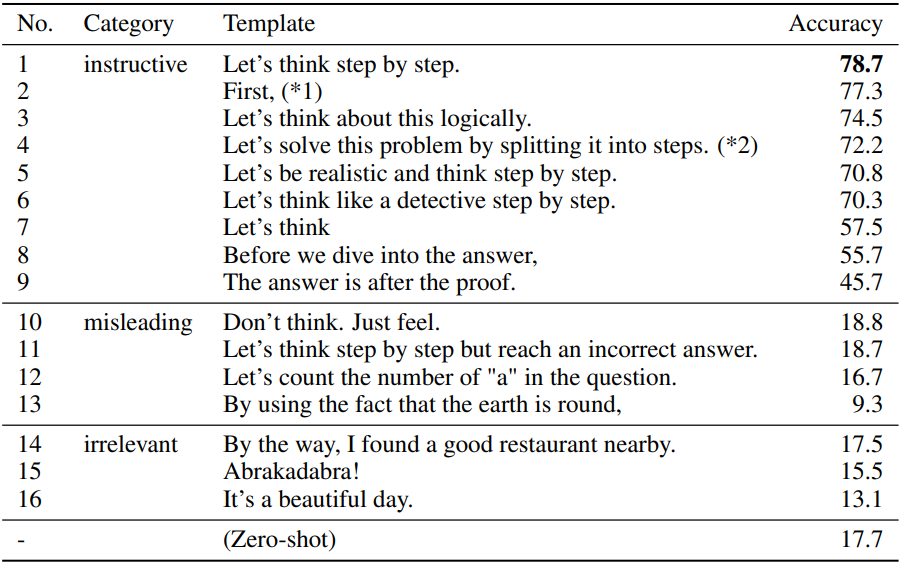 No. Category Template Accuracy
1 instructive Let's think step by step. 78.7
2 First, (*1) 77.3
3 Let's think about this logically. 74.5
4 Let's solve this problem by splitting it into steps. (*2) 72.2
5 Let's be realistic and think step by step. 70.8
6 Let's think like a detective step by step. 70.3
7 Let's think 57.5
8 Before we dive into the answer, 55.7
9 The answer is after the proof. 45.7
10 misleading Don't think. Just feel. 18.8
11 Let's think step by step but reach an incorrect answer. 18.7
12 Let's count the number of "a" in the question. 16.7
13 By using the fact that the earth is round, 9.3
14 irrelevant By the way, I found a good restaurant nearby. 17.5
15 Abrakadabra! 15.5
16 It's a beautiful day. 13.1
- (Zero-shot) 17.7